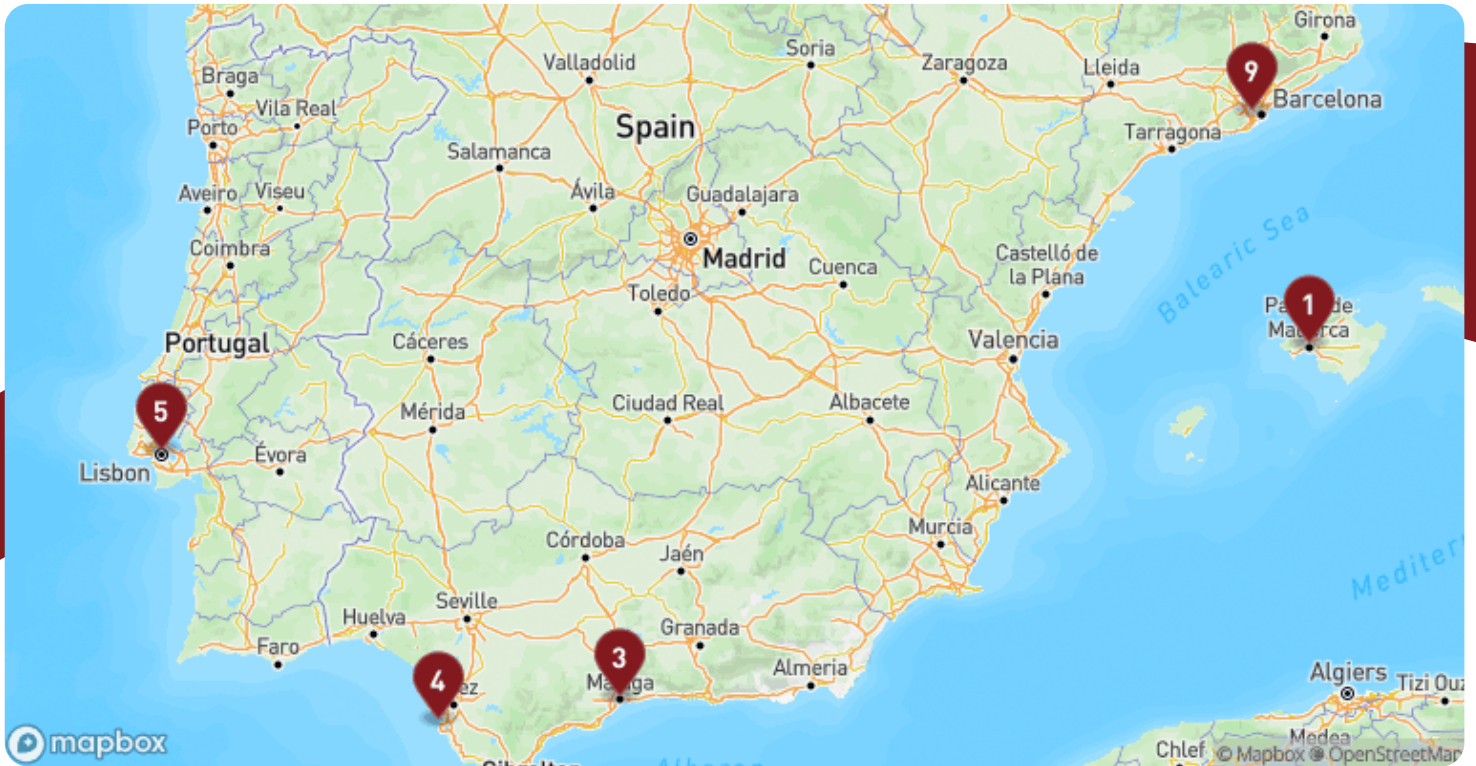 Girona
Soria
Valladolid
Zaragoza
Lleida
9
Braga
Barcelona
Vila Real
Porto
Spain
Tarragona
Salamanca
Aveiro
Viseu
Ávila
Guadalajara
Coimbra
Madrid
Cuenca
Castelló de
la Plana
Balearic Sea
Toledo
1
de
Portugal
Cáceres
Valencia
5
Mérida
Ciudad Real
Albacete
Lisbon
Évora
Alicante
Murcia
Córdoba
Jaén
Mediter
Seville
Huelva
Granada
Faro
3
Almeria
4
Algiers
Tizi Ouz
mapbox
Chlef
Medea
© Mapbox © OpenStreetMap